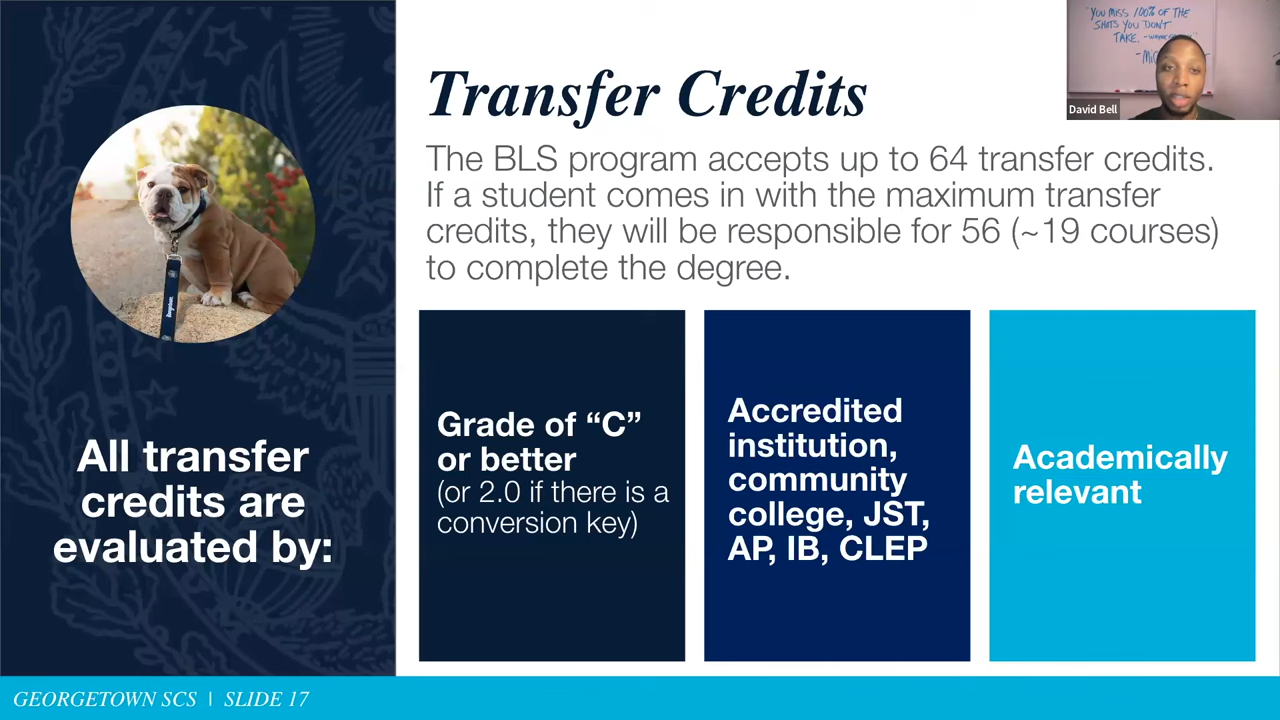 "YOU MISS 100% OF THE
SHOTS YOU DON'T
TAKE.
David Bell
Transfer Credits
The BLS program accepts up to 64 transfer credits.
If a student comes in with the maximum transfer
credits, they will be responsible for 56 (~19 courses)
to complete the degree.
All transfer
credits are
evaluated by:
Grade of “C”
or better
(or 2.0 if there is a
conversion key)
Accredited
institution,
community
college, JST,
AP, IB, CLEP
Academically
relevant
GEORGETOWN SCS | SLIDE 17